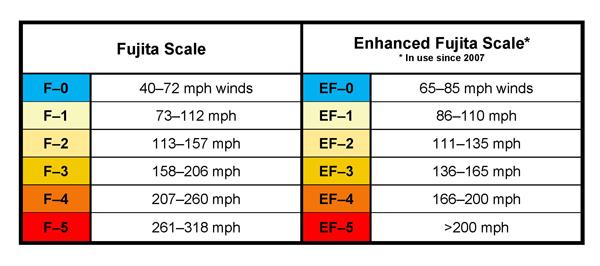 Fujita Scale
Enhanced Fujita Scale*
* In use since 2007
F–0 40–72 mph winds EF–0 65–85 mph winds
F–1 73–112 mph EF–1 86–110 mph
F–2 113–157 mph EF–2 111–135 mph
F–3 158–206 mph EF–3 136–165 mph
F–4 207–260 mph EF–4 166–200 mph
F–5 261–318 mph EF–5 >200 mph